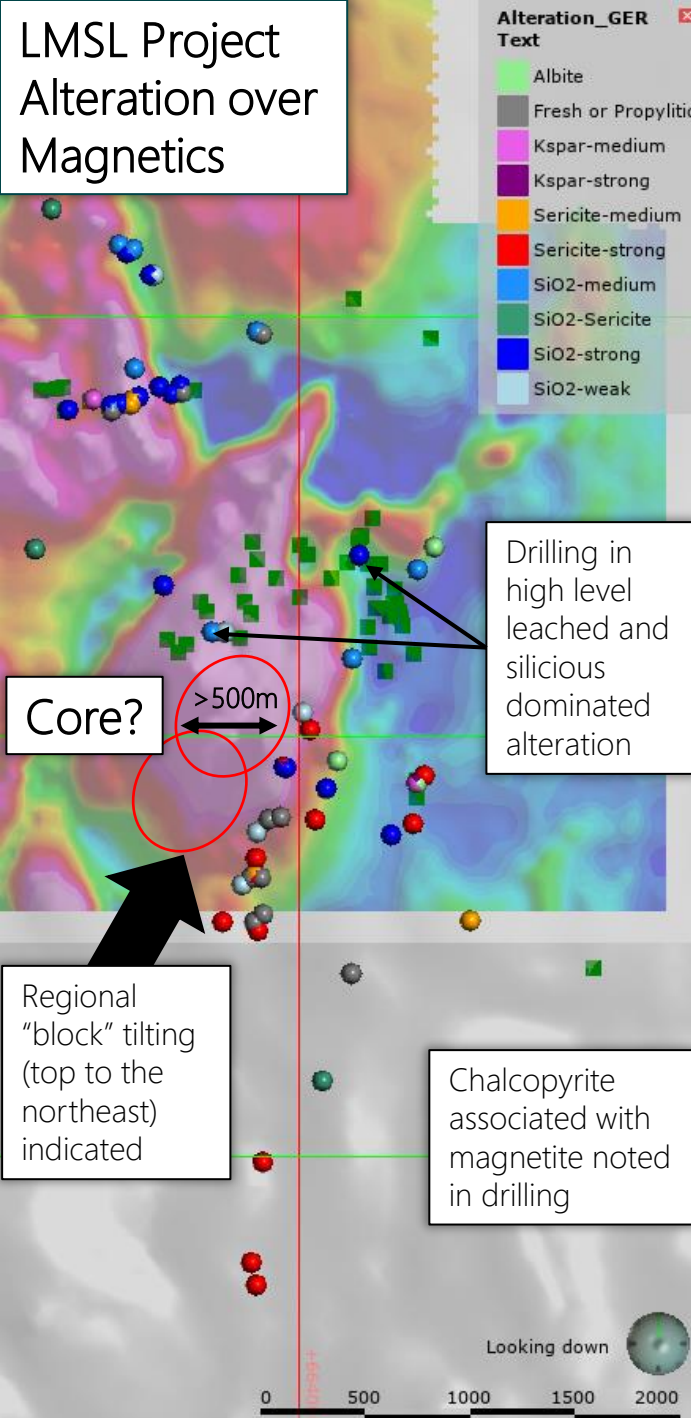 LMSL Project
Alteration over
Magnetics
Alteration_GER
Text
Albite
Fresh or Propylitic
Kspar-medium
Kspar-strong
Sericite-medium
Sericite-strong
SiO2-medium
SiO2-Sericite
SiO2-strong
SiO2-weak
Drilling in
high level
leached and
silicious
dominated
alteration
>500m
Core?
Regional
“block” tilting
(top to the
northeast)
indicated
Chalcopyrite
associated with
magnetite noted
in drilling
Looking down
0 500 1000 1500 2000